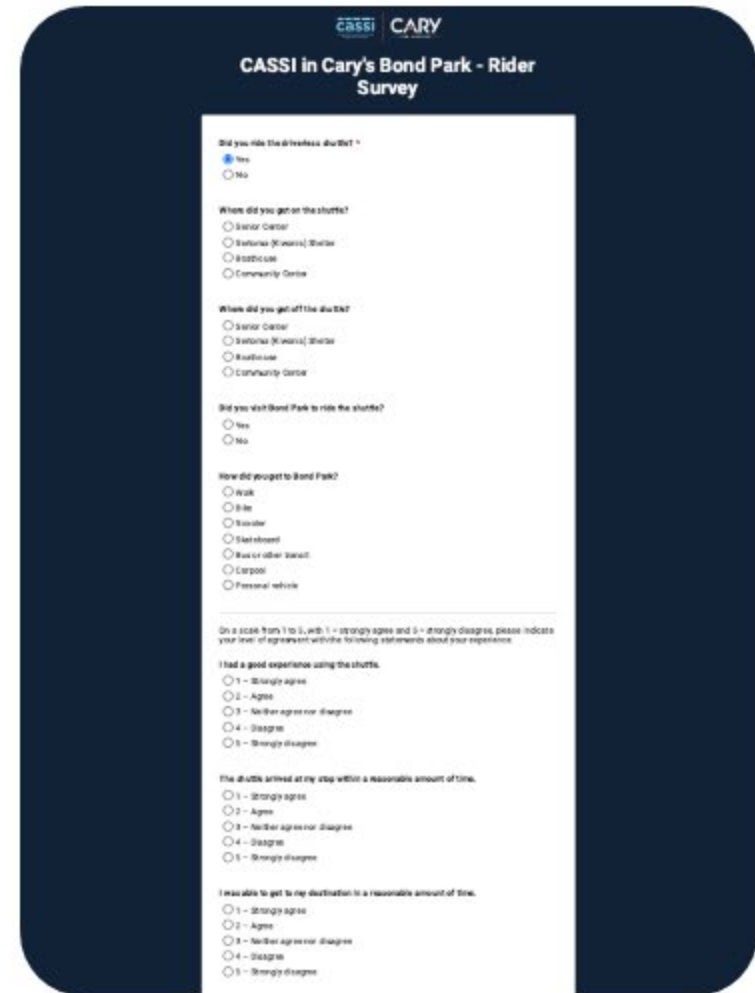 cassi CARY
CASSI in Cary's Bond Park - Rider
Survey
Did you ride the driverless shuttle? *
Yes
No
Where did you get on the shuttle?
Senior Center
Sertoma (Kiwanis) Shelter
Boathouse
Community Center
Where did you get off the shuttle?
Senior Center
Sertoma (Kiwanis) Shelter
Boathouse
Community Center
Did you visit Bond Park to ride the shuttle?
Yes
No
How did you get to Bond Park?
Walk
Bike
Scooter
Skateboard
Bus or other transit
Carpool
Personal vehicle
On a scale from 1 to 5, with 1 – strongly agree and 5 – strongly disagree, please indicate
your level of agreement with the following statements about your experience.
I had a good experience using the shuttle.
1 – Strongly agree
2 – Agree
3 – Neither agree nor disagree
4 – Disagree
5 – Strongly disagree
The shuttle arrived at my stop within a reasonable amount of time.
1 – Strongly agree
2 – Agree
3 – Neither agree nor disagree
4 – Disagree
5 – Strongly disagree
I was able to get to my destination in a reasonable amount of time.
1 – Strongly agree
2 – Agree
3 – Neither agree nor disagree
4 – Disagree
5 – Strongly disagree